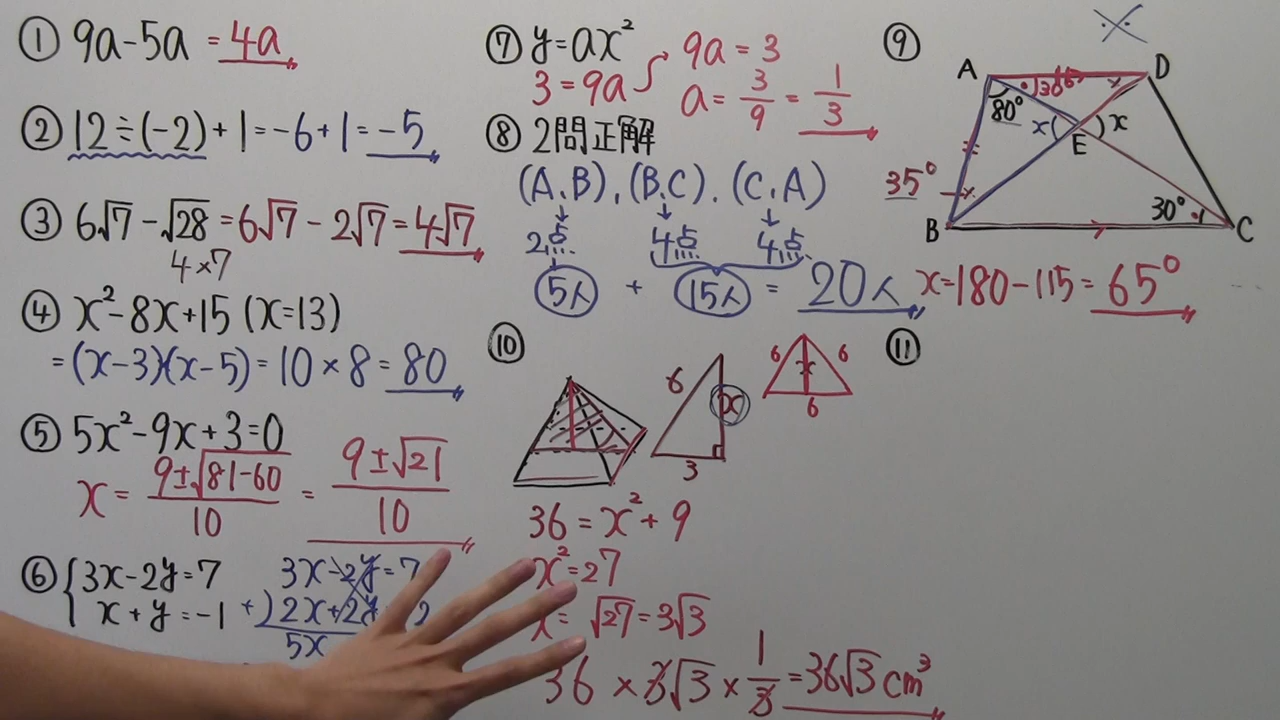 ① 9a-5a = 4a
② 12÷(-2)+1=-6+1=-5
③ 6√7-√28=6√7-2√7=4√7
4×7
④ x²-8x+15 (x=13)
=(x-3)(x-5)=10×8=80
⑤ 5x²-9x+3=0
x= (9±√81-60)/10 = (9±√21)/10
⑥ {3x-2y=7
x+y=-1
3x-2y=7
+)2x+2y
5x
⑦ y=ax²
3=9a
9a=3
a=3/9=1/3
⑧ 2問正解
(A.B).(B.C).(C.A)
2点 4点 4点
5人 + 15人 = 20人
⑨
A D
80° 30°
x E x
35°
30°
B C
x=180-115=65°
⑩
6 x 3
6 x 6
6
36=x²+9
x²=27
x=√27=3√3
36×3√3×1/3=36√3cm³
⑪